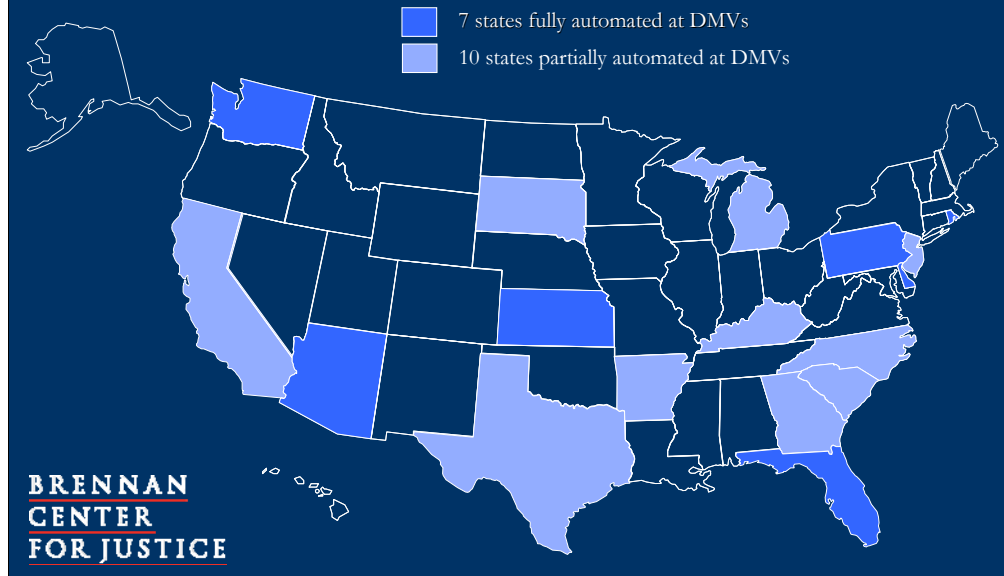 7 states fully automated at DMVs
10 states partially automated at DMVs
BRENNAN
CENTER
FOR JUSTICE